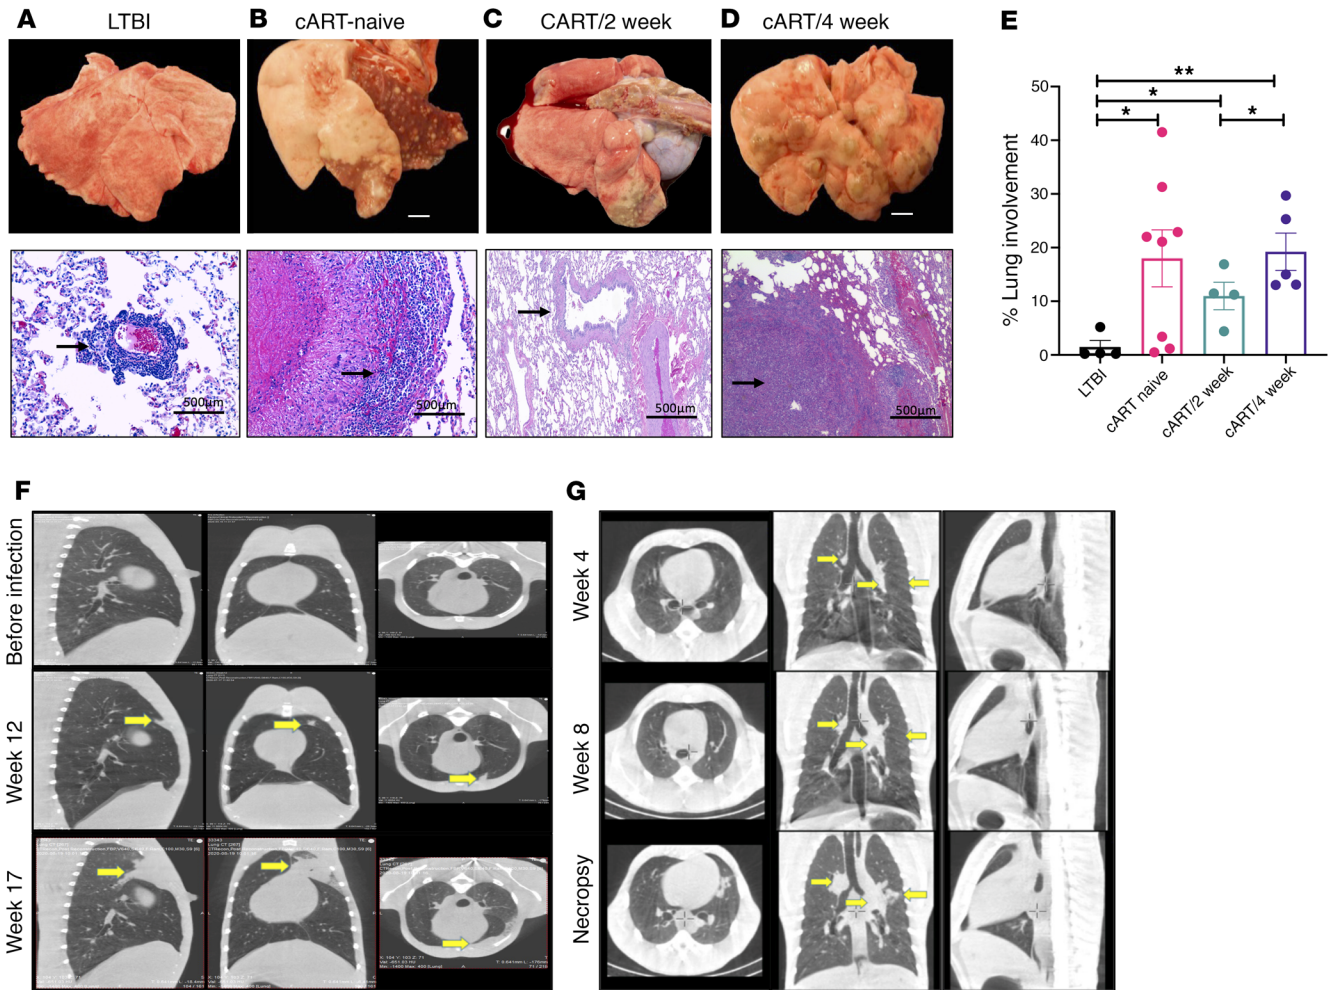 A LTBI
B cART-naive
C CART/2 week
D cART/4 week
500µm
500µm
500µm
500µm
E
% Lung involvement
50
40
30
20
10
0
**
*
*
*
LTBI
cART naive
cART/2 week
cART/4 week
F
Before infection
Week 12
Week 17
G
Week 4
Week 8
Necropsy